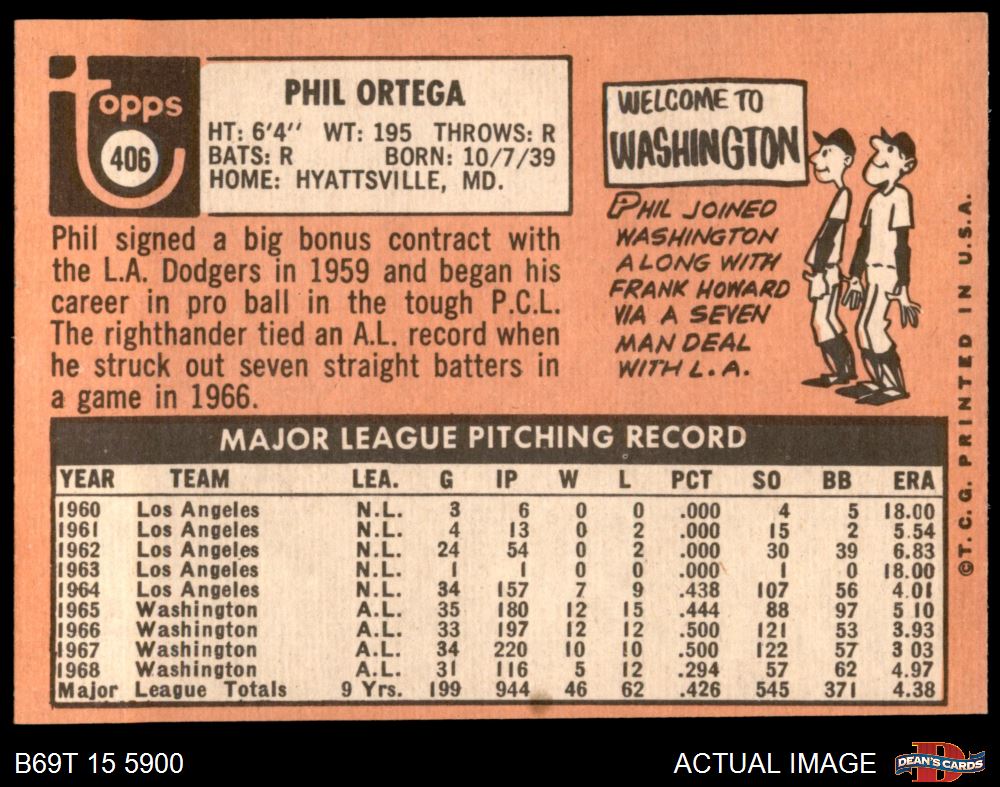 Topps
406
PHIL ORTEGA
HT: 6'4'' WT: 195 THROWS: R
BATS: R BORN: 10/7/39
HOME: HYATTSVILLE, MD.
Phil signed a big bonus contract with
the L.A. Dodgers in 1959 and began his
career in pro ball in the tough P.C.L.
The righthander tied an A.L. record when
he struck out seven straight batters in
a game in 1966.
WELCOME TO
WASHINGTON
PHIL JOINED
WASHINGTON
ALONG WITH
FRANK HOWARD
VIA A SEVEN
MAN DEAL
WITH L.A.
©T.C.G. PRINTED IN U.S.A.
MAJOR LEAGUE PITCHING RECORD
YEAR TEAM LEA. G IP W L PCT SO BB ERA
1960 Los Angeles N.L. 3 6 0 0 .000 4 5 18.00
1961 Los Angeles N.L. 4 13 0 2 .000 15 2 5.54
1962 Los Angeles N.L. 24 54 0 2 .000 30 39 6.83
1963 Los Angeles N.L. 1 1 0 0 .000 1 0 18.00
1964 Los Angeles N.L. 34 157 7 9 .438 107 56 4.01
1965 Washington A.L. 35 180 12 15 .444 88 97 5 10
1966 Washington A.L. 33 197 12 12 .500 121 53 3.93
1967 Washington A.L. 34 220 10 10 .500 122 57 3 03
1968 Washington A.L. 31 116 5 12 .294 57 62 4.97
Major League Totals 9 Yrs. 199 944 46 62 .426 545 371 4.38
B69T 15 5900
ACTUAL IMAGE
DEAN'S CARDS